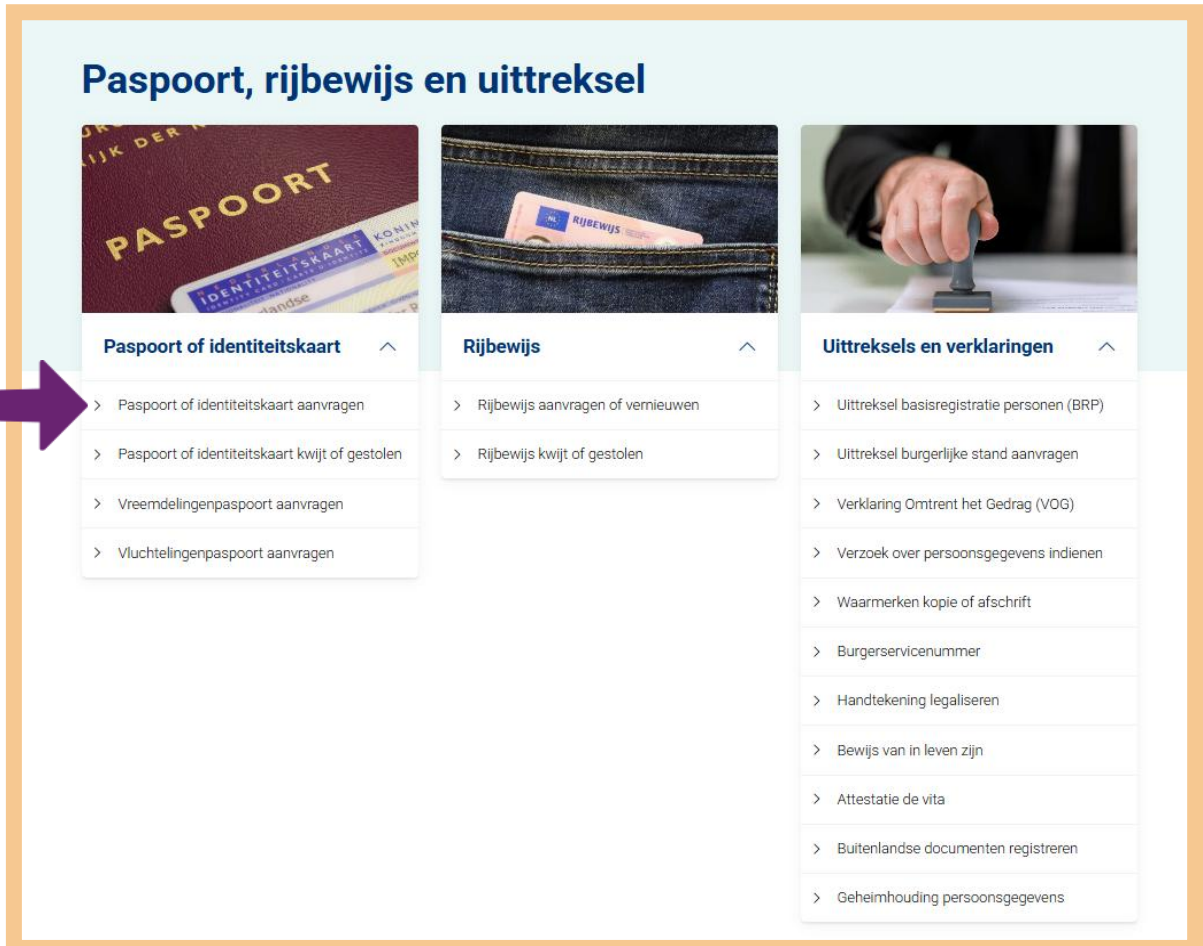 Paspoort, rijbewijs en uittreksel
IJK DER
PASPOORT
IDENTITEITSKAART
RIJBEWIJS
NL
Paspoort of identiteitskaart
Paspoort of identiteitskaart aanvragen
Paspoort of identiteitskaart kwijt of gestolen
Vreemdelingenpaspoort aanvragen
Vluchtelingenpaspoort aanvragen
Rijbewijs
Rijbewijs aanvragen of vernieuwen
Rijbewijs kwijt of gestolen
Uittreksels en verklaringen
Uittreksel basisregistratie personen (BRP)
Uittreksel burgerlijke stand aanvragen
Verklaring Omtrent het Gedrag (VOG)
Verzoek over persoonsgegevens indienen
Waarmerken kopie of afschrift
Burgerservicenummer
Handtekening legaliseren
Bewijs van in leven zijn
Attestatie de vita
Buitenlandse documenten registreren
Geheimhouding persoonsgegevens